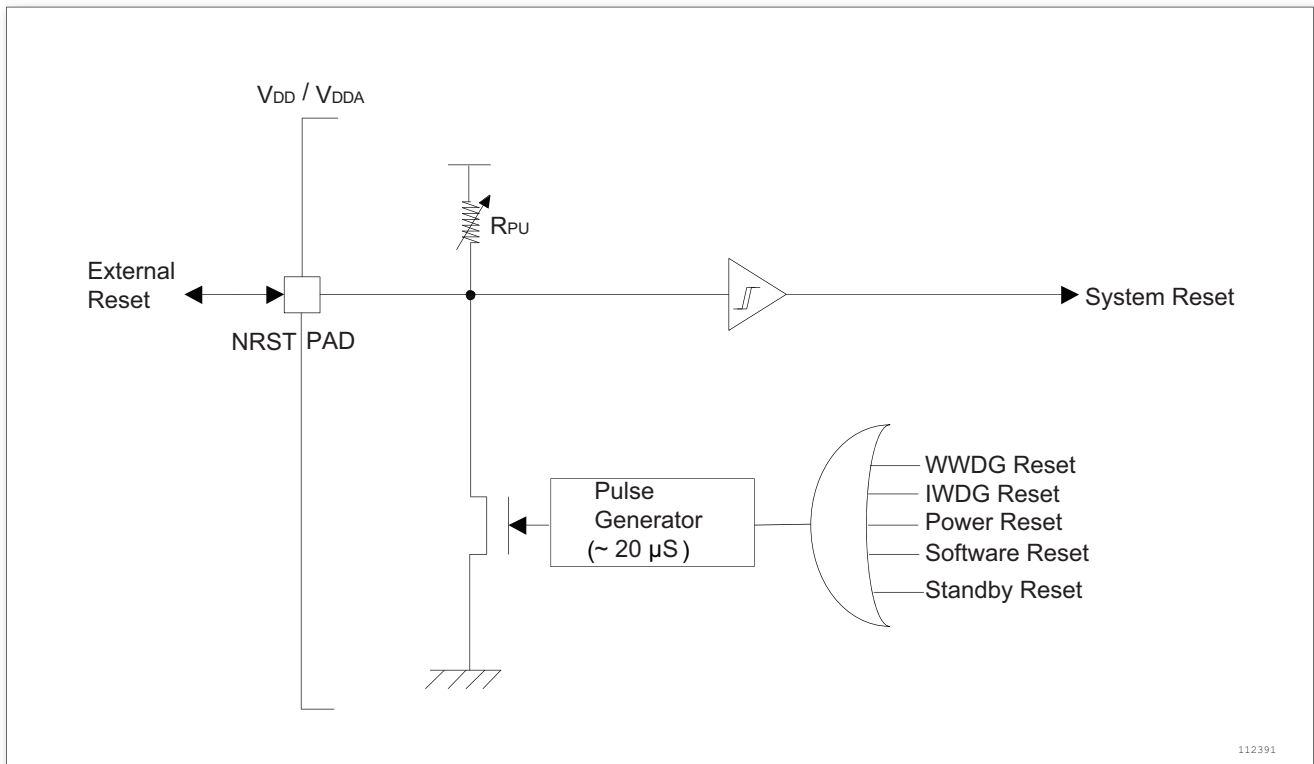 VDD / VDDA
RPU
External
Reset
System Reset
NRST PAD
WWDG Reset
Pulse
Generator
(~ 20 μS)
IWDG Reset
Power Reset
Software Reset
Standby Reset
112391